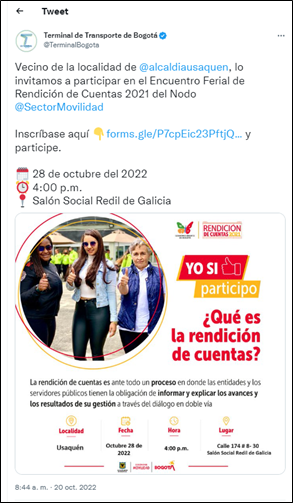 Tweet
Terminal de Transporte de Bogotá
@TerminalBogota
Vecino de la localidad de @alcaldiausaquen, lo
invitamos a participar en el Encuentro Ferial de
Rendición de Cuentas 2021 del Nodo
@SectorMovilidad
Inscríbase aquí 👇 forms.gle/P7cpEic23PftjQ... y
participe.
28 de octubre del 2022
4:00 p.m.
Salón Social Redil de Galicia
RENDICIÓN
DE CUENTAS
YO SI
participo
¿Qué es
la rendición
de cuentas?
La rendición de cuentas es ante todo un proceso en donde las entidades y los
servidores públicos tienen la obligación de informar y explicar los avances y
los resultados de su gestión a través del diálogo en doble vía
Localidad
Usaquén
Fecha
Octubre 28 de
2022
Hora
4:00 p.m.
Lugar
Calle 174 # 8- 30
Salón Social Redil de Galicia
BOGOTÁ
8:44 a. m. · 20 oct. 2022